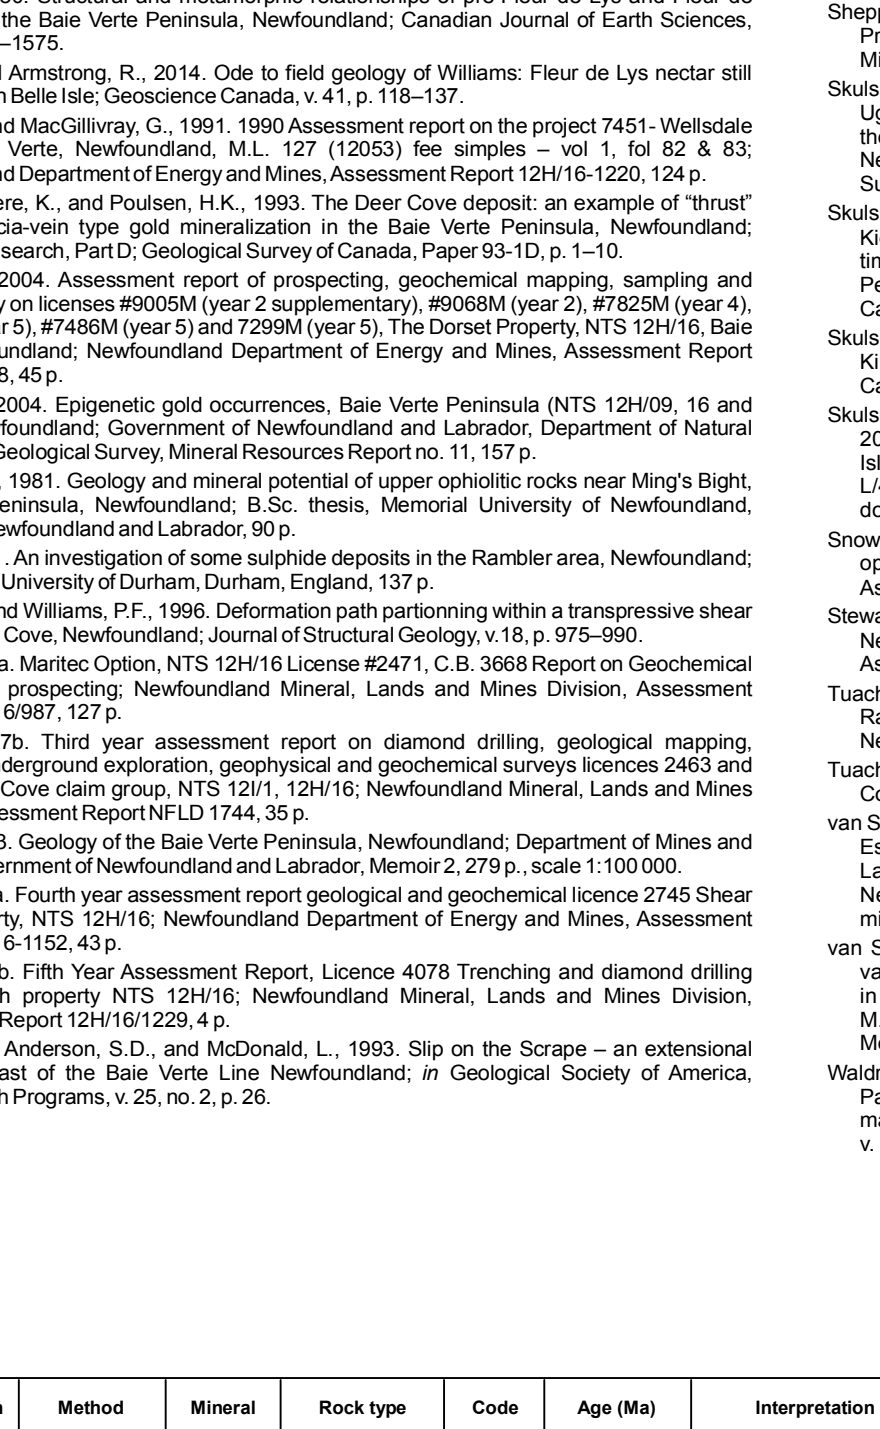 the Baie Verte Peninsula, Newfoundland; Canadian Journal of Earth Sciences,
–1575.
Armstrong, R., 2014. Ode to field geology of Williams: Fleur de Lys nectar still
Belle Isle; Geoscience Canada, v. 41, p. 118–137.
nd MacGillivray, G., 1991. 1990 Assessment report on the project 7451- Wellsdale
Verte, Newfoundland, M.L. 127 (12053) fee simples – vol 1, fol 82 & 83;
nd Department of Energy and Mines, Assessment Report 12H/16-1220, 124 p.
ere, K., and Poulsen, H.K., 1993. The Deer Cove deposit: an example of “thrust”
cia-vein type gold mineralization in the Baie Verte Peninsula, Newfoundland;
search, Part D; Geological Survey of Canada, Paper 93-1D, p. 1–10.
2004. Assessment report of prospecting, geochemical mapping, sampling and
y on licenses #9005M (year 2 supplementary), #9068M (year 2), #7825M (year 4),
r 5), #7486M (year 5) and 7299M (year 5), The Dorset Property, NTS 12H/16, Baie
undland; Newfoundland Department of Energy and Mines, Assessment Report
8, 45 p.
2004. Epigenetic gold occurrences, Baie Verte Peninsula (NTS 12H/09, 16 and
foundland; Government of Newfoundland and Labrador, Department of Natural
Geological Survey, Mineral Resources Report no. 11, 157 p.
, 1981. Geology and mineral potential of upper ophiolitic rocks near Ming's Bight,
eninsula, Newfoundland; B.Sc. thesis, Memorial University of Newfoundland,
ewfoundland and Labrador, 90 p.
. An investigation of some sulphide deposits in the Rambler area, Newfoundland;
University of Durham, Durham, England, 137 p.
nd Williams, P.F., 1996. Deformation path partionning within a transpressive shear
Cove, Newfoundland; Journal of Structural Geology, v.18, p. 975–990.
a. Maritec Option, NTS 12H/16 License #2471, C.B. 3668 Report on Geochemical
prospecting; Newfoundland Mineral, Lands and Mines Division, Assessment
6/987, 127 p.
7b. Third year assessment report on diamond drilling, geological mapping,
nderground exploration, geophysical and geochemical surveys licences 2463 and
Cove claim group, NTS 12I/1, 12H/16; Newfoundland Mineral, Lands and Mines
essment Report NFLD 1744, 35 p.
3. Geology of the Baie Verte Peninsula, Newfoundland; Department of Mines and
ernment of Newfoundland and Labrador, Memoir 2, 279 p., scale 1:100 000.
a. Fourth year assessment report geological and geochemical licence 2745 Shear
rty, NTS 12H/16; Newfoundland Department of Energy and Mines, Assessment
6-1152, 43 p.
b. Fifth Year Assessment Report, Licence 4078 Trenching and diamond drilling
h property NTS 12H/16; Newfoundland Mineral, Lands and Mines Division,
Report 12H/16/1229, 4 p.
Anderson, S.D., and McDonald, L., 1993. Slip on the Scrape – an extensional
ast of the Baie Verte Line Newfoundland; in Geological Society of America,
h Programs, v. 25, no. 2, p. 26.
Shepp
Pr
Mi
Skuls
Ug
the
Ne
Su
Skuls
Kid
tim
Pe
Ca
Skuls
Ki
Ca
Skuls
20
Isl
L/
do
Snow
op
As
Stewa
Ne
As
Tuach
Ra
Ne
Tuach
Co
van S
Es
La
Ne
mi
van S
va
in
M.
Me
Waldr
Pa
ma
v.
Method Mineral Rock type Code Age (Ma) Interpretation